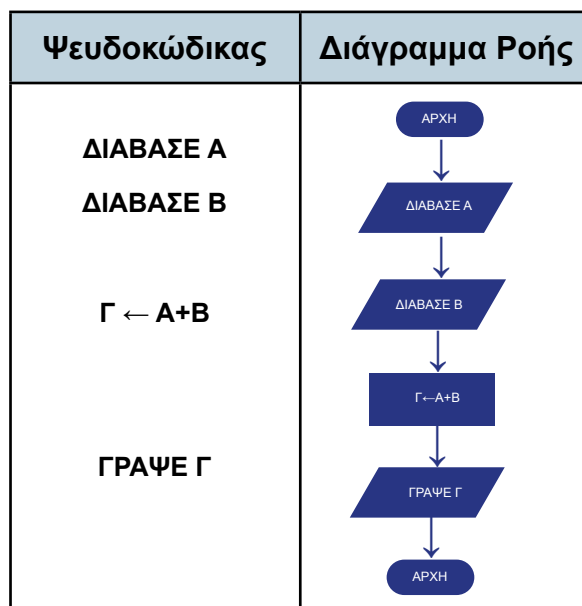 Ψευδοκώδικας
Διάγραμμα Ροής
ΔΙΑΒΑΣΕ Α
ΔΙΑΒΑΣΕ Β
Γ ← Α+Β
ΓΡΑΨΕ Γ
ΑΡΧΗ
ΔΙΑΒΑΣΕ Α
ΔΙΑΒΑΣΕ Β
Γ←Α+Β
ΓΡΑΨΕ Γ
ΑΡΧΗ